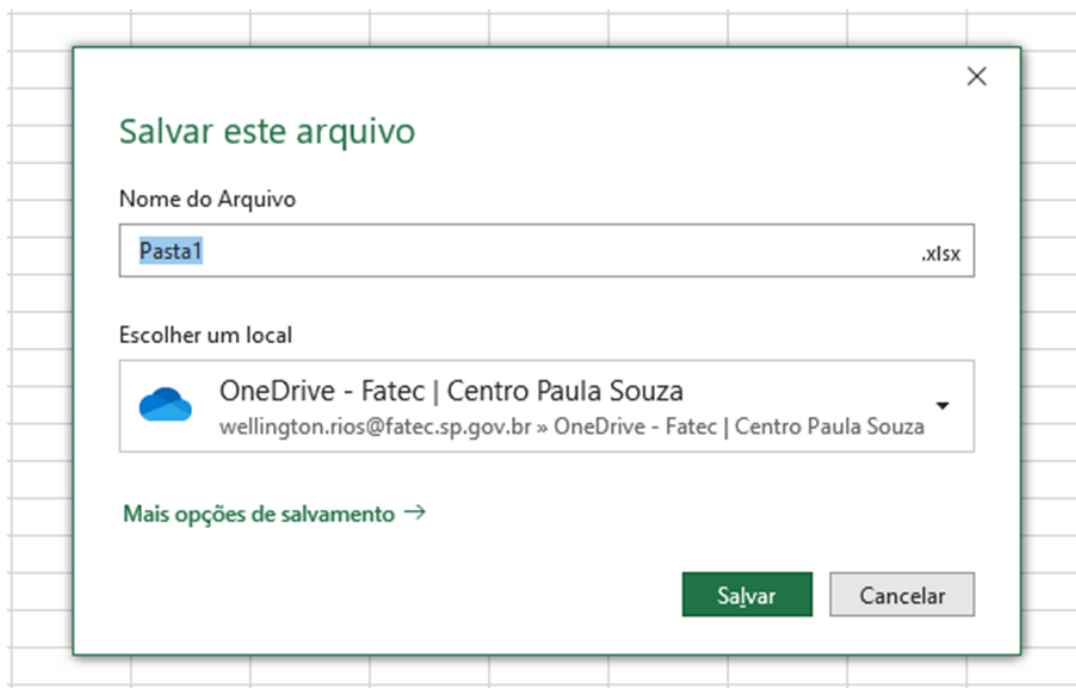 Salvar este arquivo
Nome do Arquivo
Pasta1 .xlsx
Escolher um local
OneDrive - Fatec | Centro Paula Souza
wellington.rios@fatec.sp.gov.br » OneDrive - Fatec | Centro Paula Souza
Mais opções de salvamento →
Salvar Cancelar